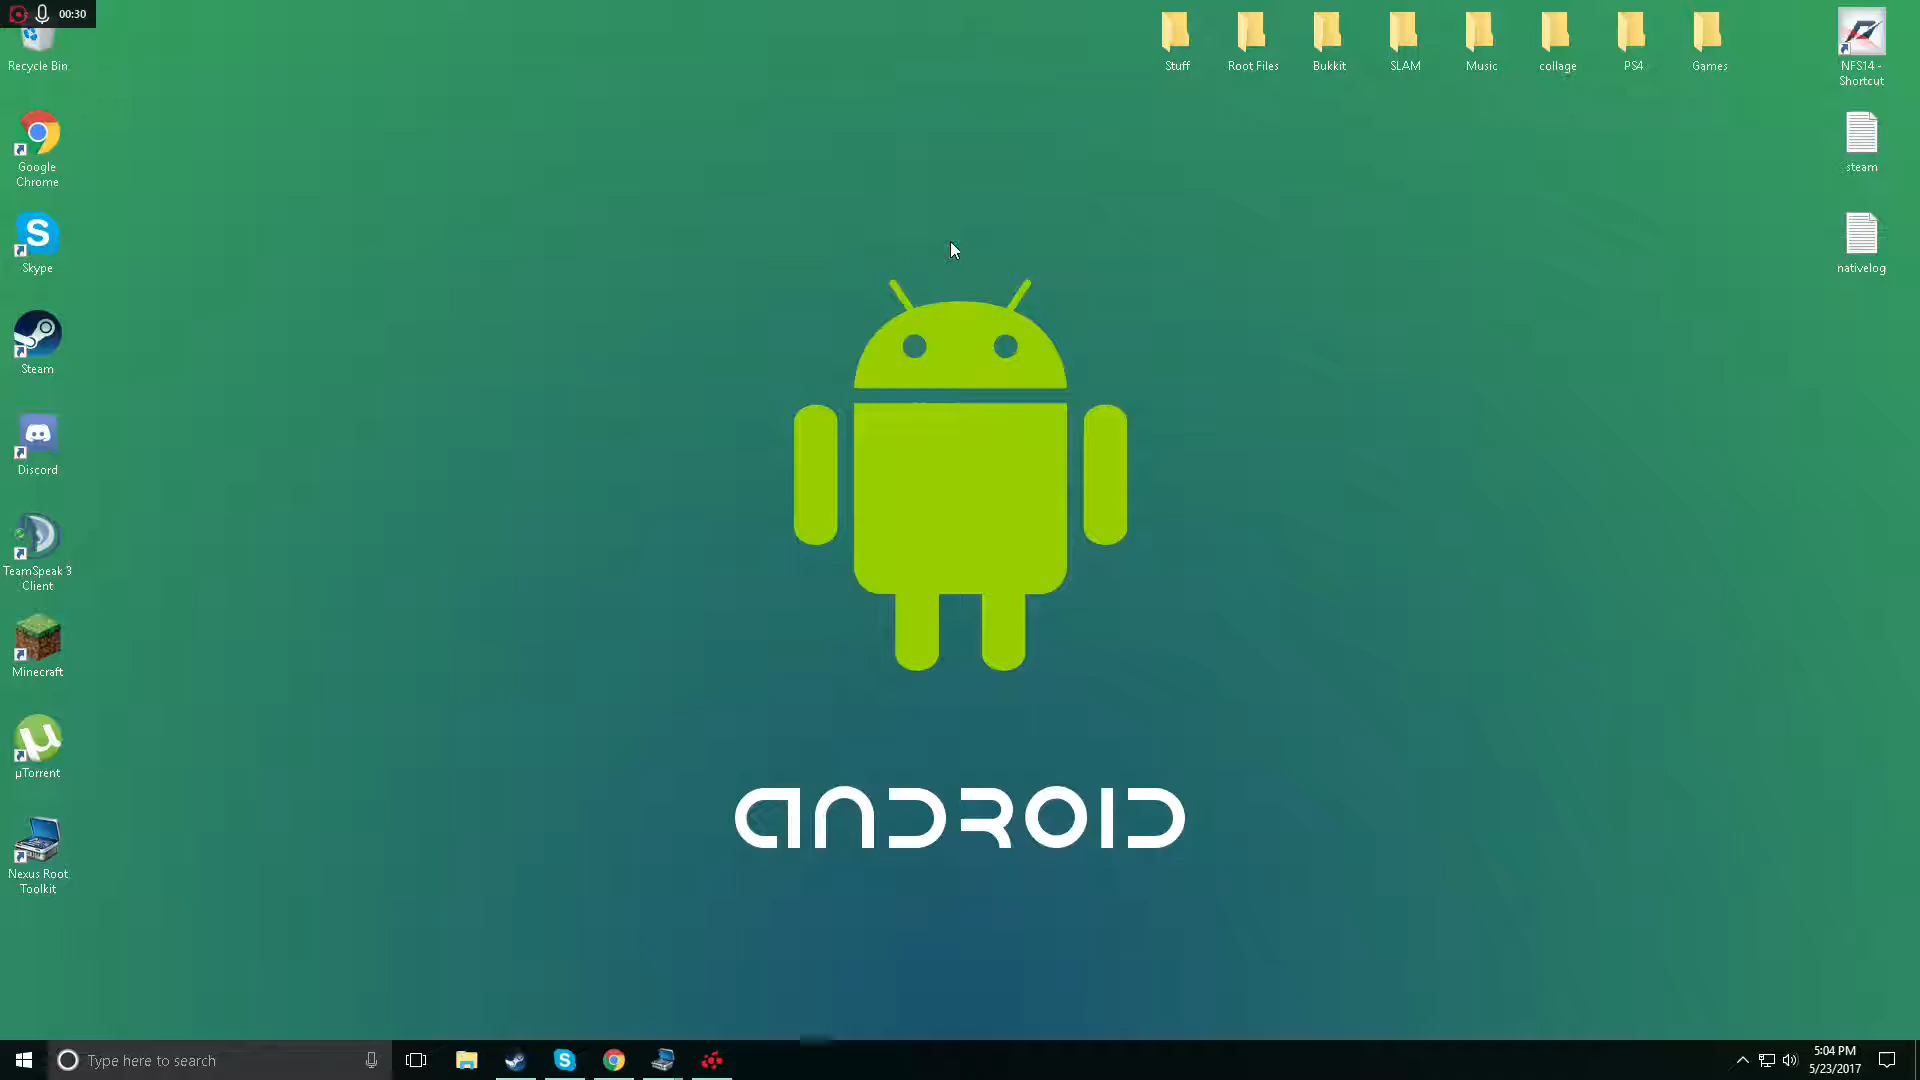 00:30
Recycle Bin
Google
Chrome
Skype
Steam
Discord
TeamSpeak 3
Client
Minecraft
µTorrent
Nexus Root
Toolkit
Stuff
Root Files
Bukkit
SLAM
Music
collage
PS4
Games
NFS14 -
Shortcut
steam
nativelog
ANDROID
Type here to search
5:04 PM
5/23/2017